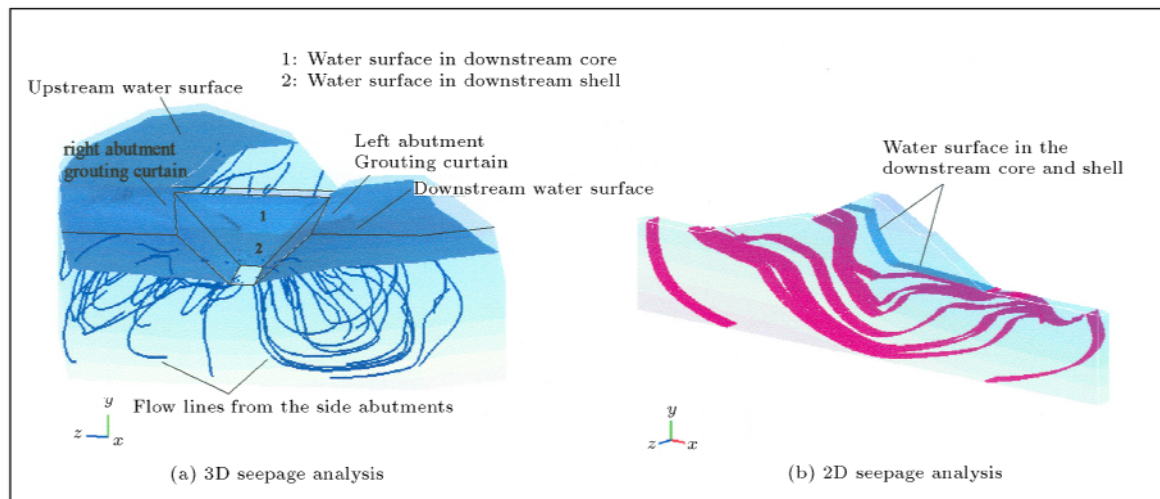 1: Water surface in downstream core
2: Water surface in downstream shell
Upstream water surface
right abutment
grouting curtain
Left abutment
Grouting curtain
Downstream water surface
1
2
Flow lines from the side abutments
y
z
x
(a) 3D seepage analysis
Water surface in the
downstream core and shell
y
z
x
(b) 2D seepage analysis